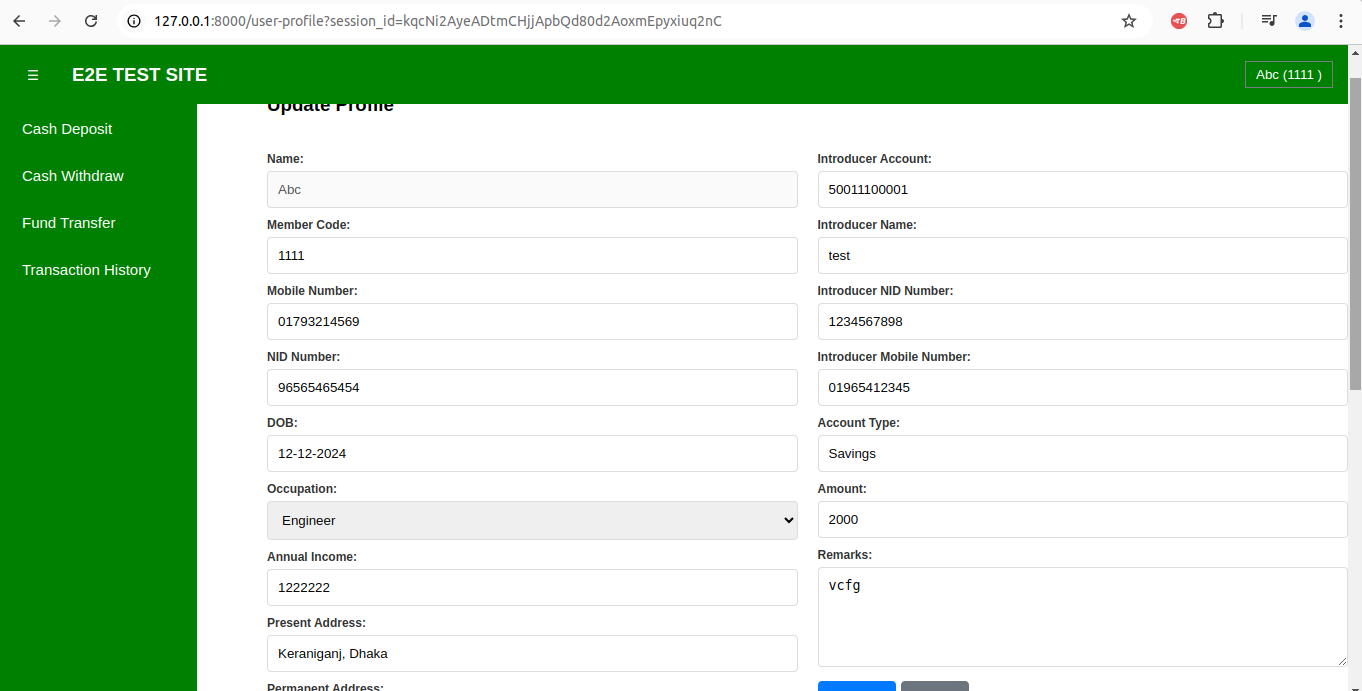 127.0.0.1:8000/user-profile?session_id=kqcNi2AyeADtmCHjjApbQd80d2AoxmEpyxiuq2nC
☰ E2E TEST SITE
Abc (1111 )
Cash Deposit
Cash Withdraw
Fund Transfer
Transaction History
Update Profile
Name:
Abc
Member Code:
1111
Mobile Number:
01793214569
NID Number:
96565465454
DOB:
12-12-2024
Occupation:
Engineer
Annual Income:
1222222
Present Address:
Keraniganj, Dhaka
Permanent Address:
Introducer Account:
50011100001
Introducer Name:
test
Introducer NID Number:
1234567898
Introducer Mobile Number:
01965412345
Account Type:
Savings
Amount:
2000
Remarks:
vcfg